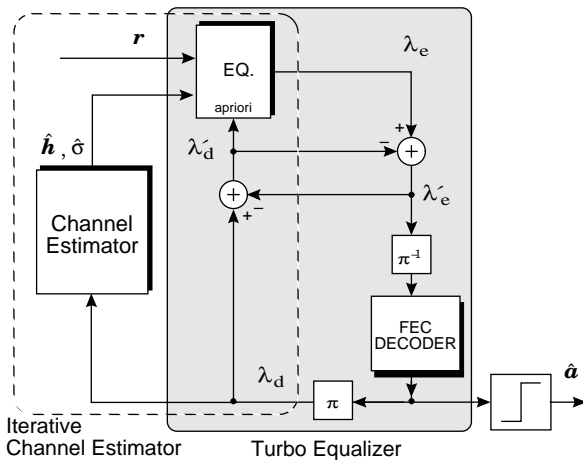 r
λe
EQ.
apriori
+
−
ĥ , σ̂
λ′d
+
Channel
Estimator
+
−
λ′e
π⁻¹
FEC
DECODER
λd
π
â
Iterative
Channel Estimator
Turbo Equalizer